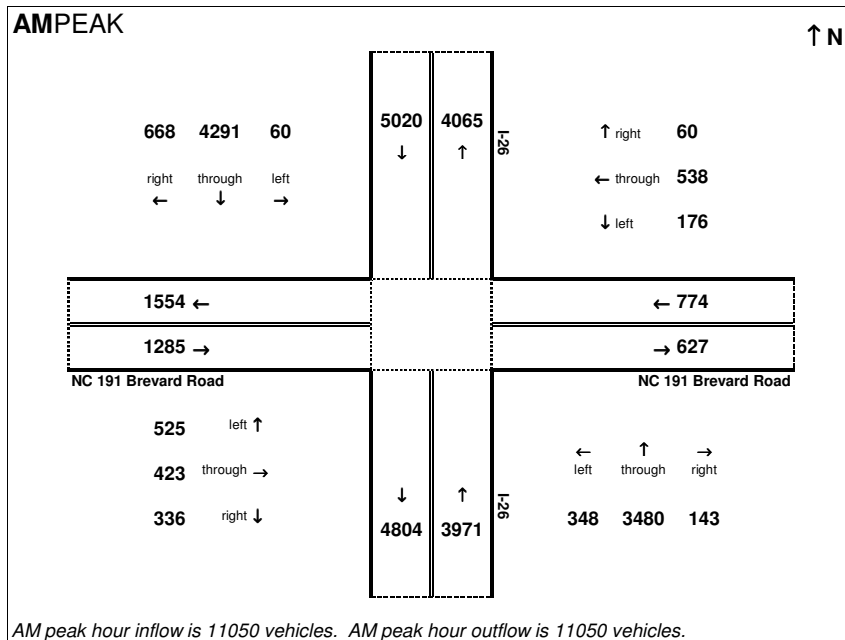 AMPEAK
↑ N
668 4291 60
right through left
← ↓ →
5020 4065
↓ ↑
I-26
↑ right 60
← through 538
↓ left 176
1554 ←
1285 →
← 774
→ 627
NC 191 Brevard Road
NC 191 Brevard Road
525 left ↑
423 through →
336 right ↓
↓ ↑
4804 3971
I-26
← ↑ →
left through right
348 3480 143
AM peak hour inflow is 11050 vehicles. AM peak hour outflow is 11050 vehicles.